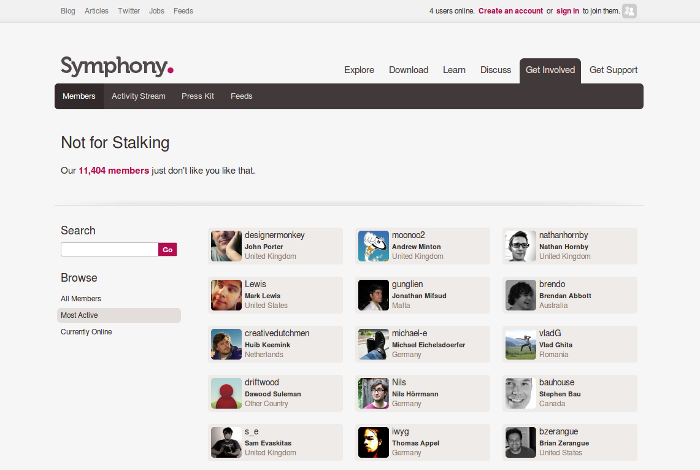 Blog Articles Twitter Jobs Feeds
4 users online. Create an account or sign in to join them.
Symphony.
Explore Download Learn Discuss Get Involved Get Support
Members Activity Stream Press Kit Feeds
Not for Stalking
Our 11,404 members just don't like you like that.
Search
Go
Browse
All Members
Most Active
Currently Online
designermonkey
John Porter
United Kingdom
moonoo2
Andrew Minton
United Kingdom
nathanhornby
Nathan Hornby
United Kingdom
Lewis
Mark Lewis
United States
gunglien
Jonathan Mifsud
Malta
brendo
Brendan Abbott
Australia
creativedutchmen
Huib Keemink
Netherlands
michael-e
Michael Eichelsdoerfer
Germany
vladG
Vlad Ghita
Romania
driftwood
Dawood Suleman
Other Country
Nils
Nils Hörrmann
Germany
bauhouse
Stephen Bau
Canada
s_e
Sam Evaskitas
United Kingdom
iwyg
Thomas Appel
Germany
bzerangue
Brian Zerangue
United States